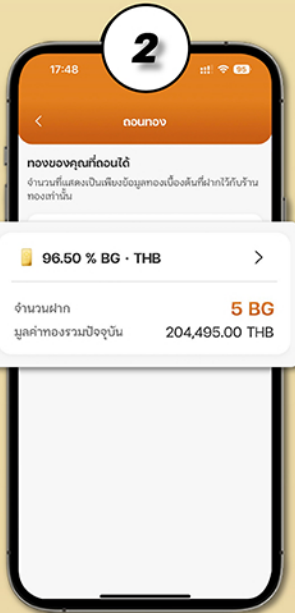 2
17:48
95
ถอนทอง
ทองของคุณที่ถอนได้
จำนวนที่แสดงเป็นเพียงข้อมูลทองเบื้องต้นที่ฝากไว้กับร้าน
ทองเท่านั้น
96.50 % BG · THB
จำนวนฝาก 5 BG
มูลค่าทองรวมปัจจุบัน 204,495.00 THB